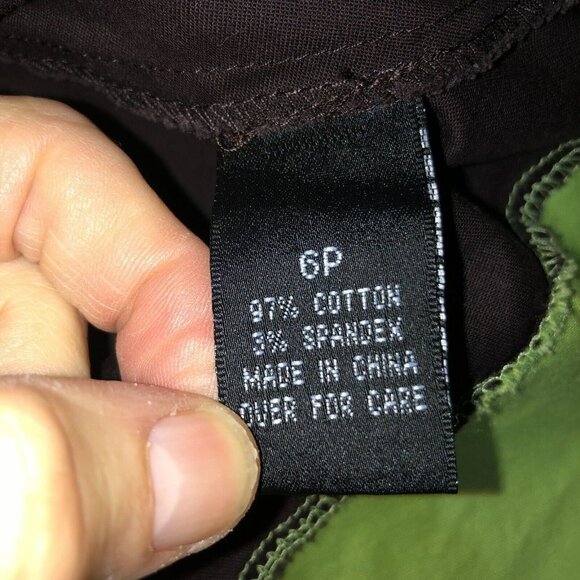 6P
97% COTTON
3% SPANDEX
MADE IN CHINA
OVER FOR CARE